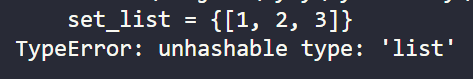 set_list = {[1, 2, 3]}
TypeError: unhashable type: 'list'